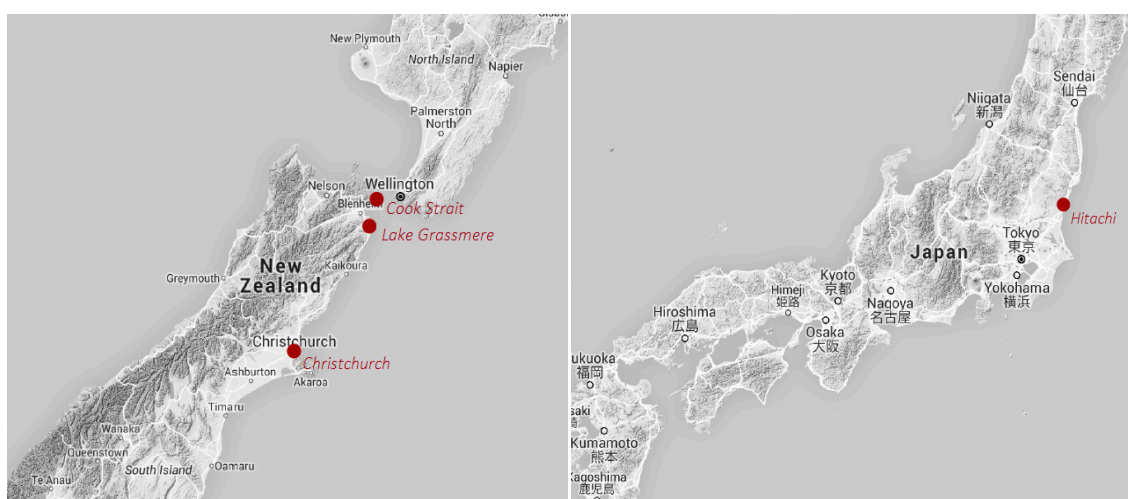 New Plymouth
North Island
Napier
Palmerston
North
Nelson
Wellington
Blenheim
Cook Strait
Lake Grassmere
Kaikoura
Greymouth
New
Zealand
Christchurch
Christchurch
Ashburton
Akaroa
Timaru
Wanaka
Queenstown
South Island
Oamaru
Te Anau
Sendai
仙台
Niigata
新潟
Hitachi
Tokyo
東京
Japan
Yokohama
横浜
Kyoto
京都
Himeji
姫路
Nagoya
名古屋
Hiroshima
広島
Osaka
大阪
ukuoka
福岡
saki
Kumamoto
熊本
Kagoshima
鹿児島